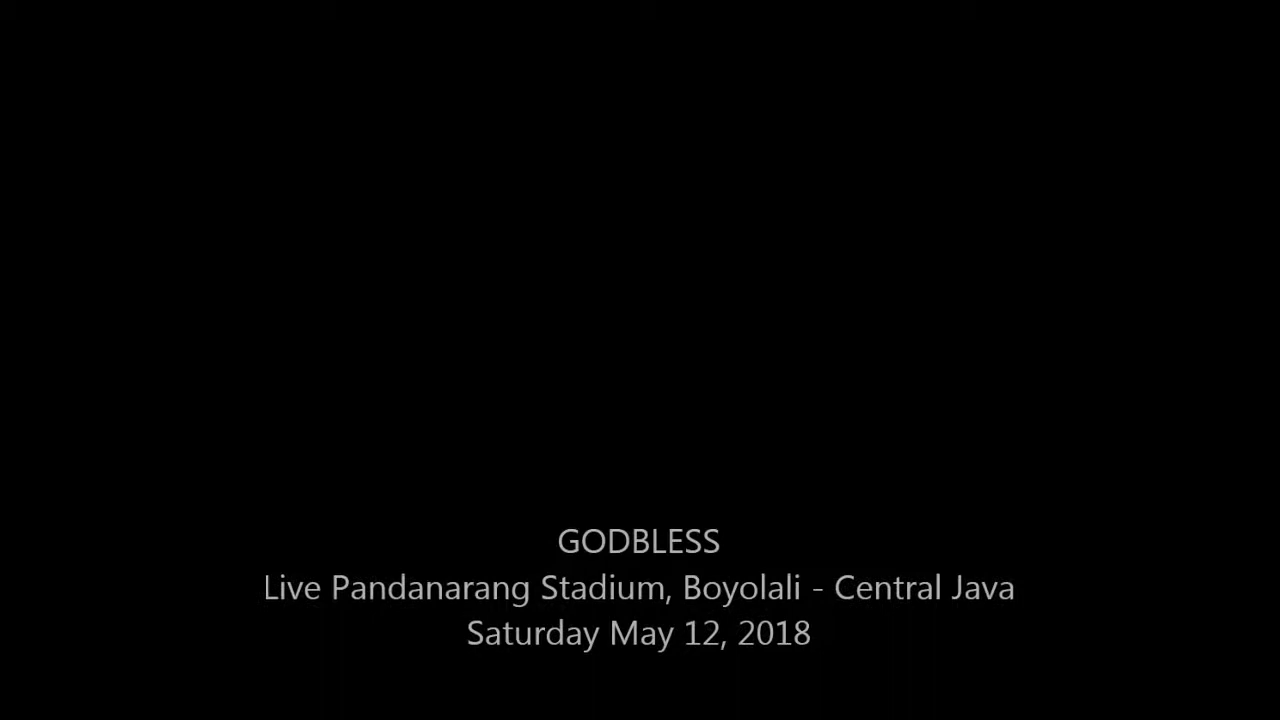 GODBLESS
Live Pandanarang Stadium, Boyolali - Central Java
Saturday May 12, 2018